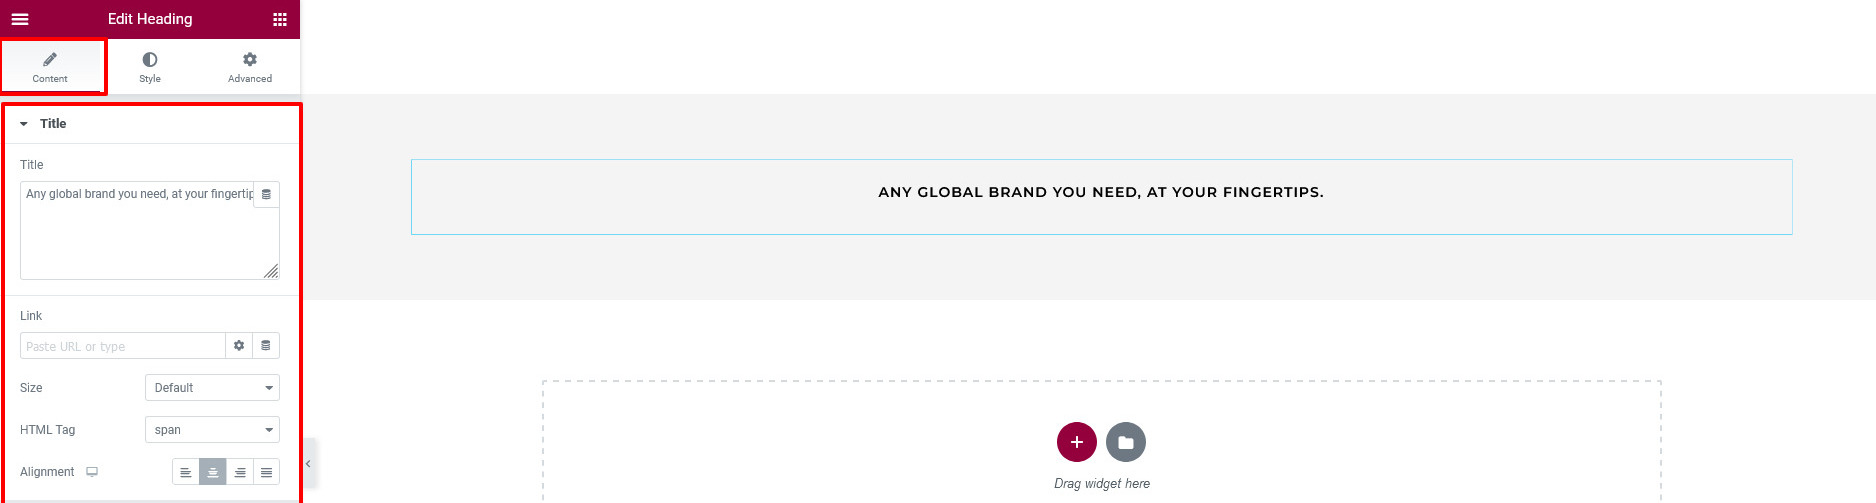 Edit Heading
Content
Style
Advanced
Title
Title
Any global brand you need, at your fingertip
Link
Paste URL or type
Size
Default
HTML Tag
span
Alignment
ANY GLOBAL BRAND YOU NEED, AT YOUR FINGERTIPS.
Drag widget here